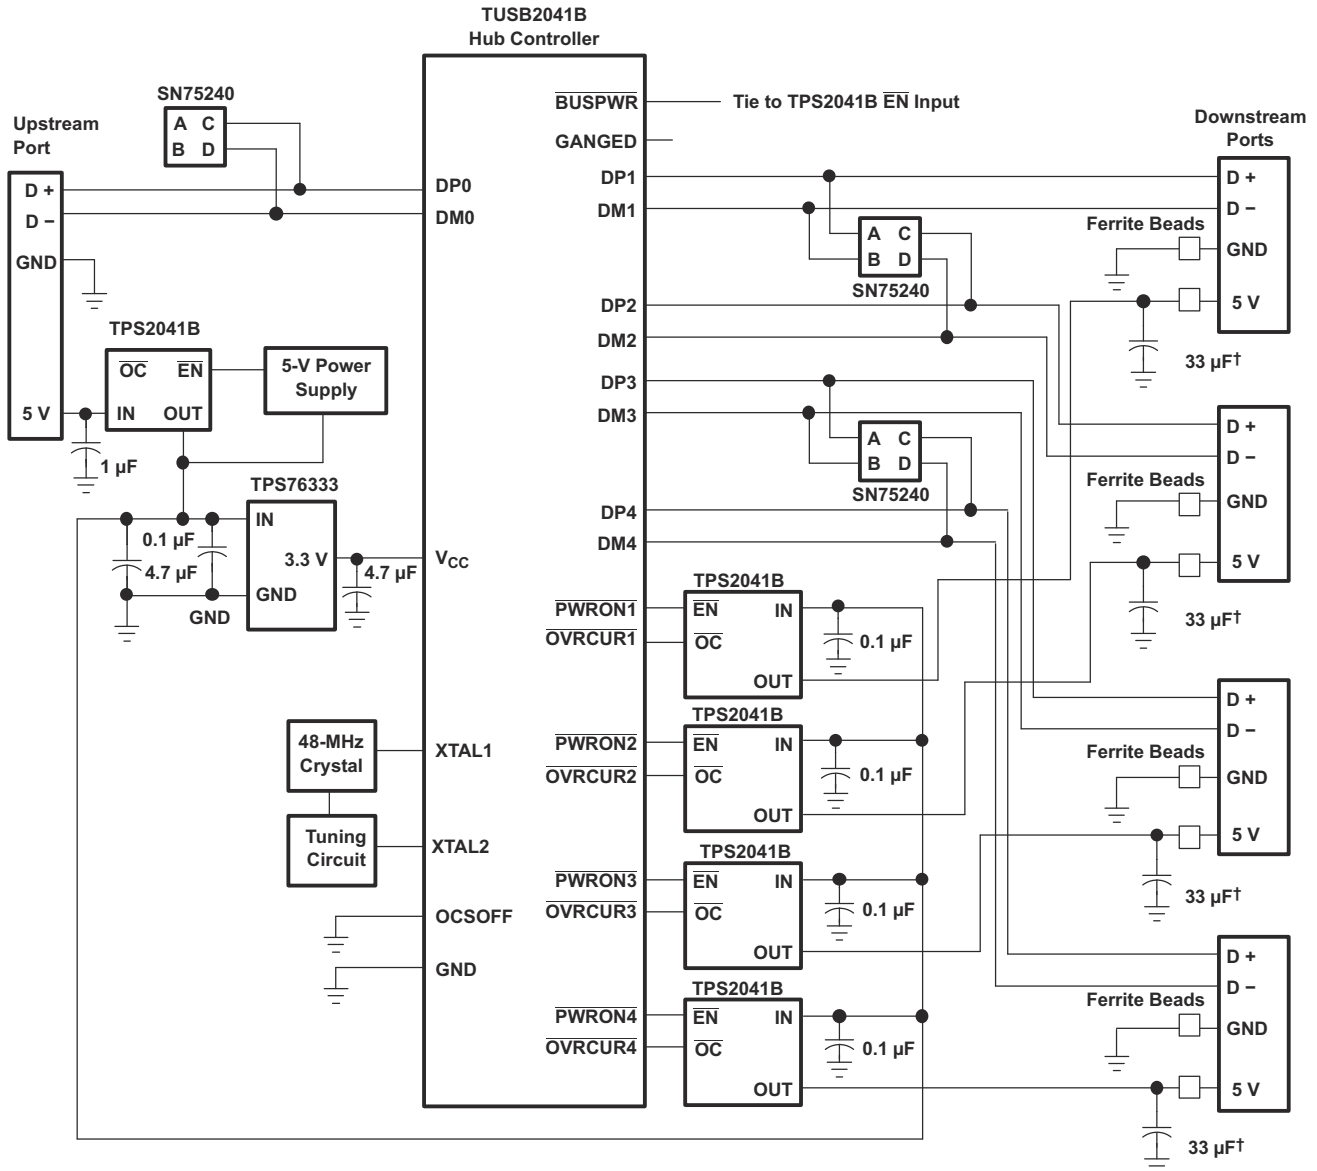 TUSB2041B
Hub Controller
SN75240
A C
B D
Upstream
Port
D +
D −
GND
5 V
DP0
DM0
BUSPWR
Tie to TPS2041B EN Input
GANGED
DP1
DM1
A C
B D
SN75240
DP2
DM2
DP3
DM3
A C
B D
SN75240
DP4
DM4
Downstream
Ports
D +
D −
Ferrite Beads
GND
5 V
33 µF†
D +
D −
Ferrite Beads
GND
5 V
33 µF†
D +
D −
Ferrite Beads
GND
5 V
33 µF†
D +
D −
Ferrite Beads
GND
5 V
33 µF†
TPS2041B
OC EN
IN OUT
5-V Power
Supply
1 µF
TPS76333
IN
3.3 V
GND
0.1 µF
4.7 µF
GND
4.7 µF
VCC
PWRON1
OVRCUR1
TPS2041B
EN IN
OC
OUT
0.1 µF
PWRON2
OVRCUR2
TPS2041B
EN IN
OC
OUT
0.1 µF
PWRON3
OVRCUR3
TPS2041B
EN IN
OC
OUT
0.1 µF
PWRON4
OVRCUR4
TPS2041B
EN IN
OC
OUT
0.1 µF
48-MHz
Crystal
XTAL1
Tuning
Circuit
XTAL2
OCSOFF
GND